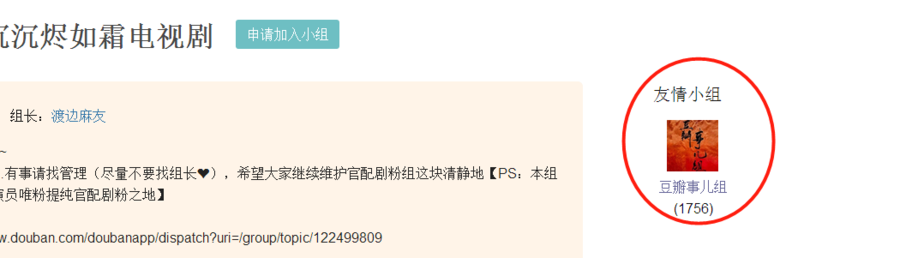 沉烬如霜电视剧
申请加入小组
组长：渡边麻友
~
.有事请找管理（尽量不要找组长❤），希望大家继续维护官配剧粉组这块清静地【PS：本组
演员唯粉提纯官配剧粉之地】
w.douban.com/doubanapp/dispatch?uri=/group/topic/122499809
友情小组
豆瓣事儿组
(1756)